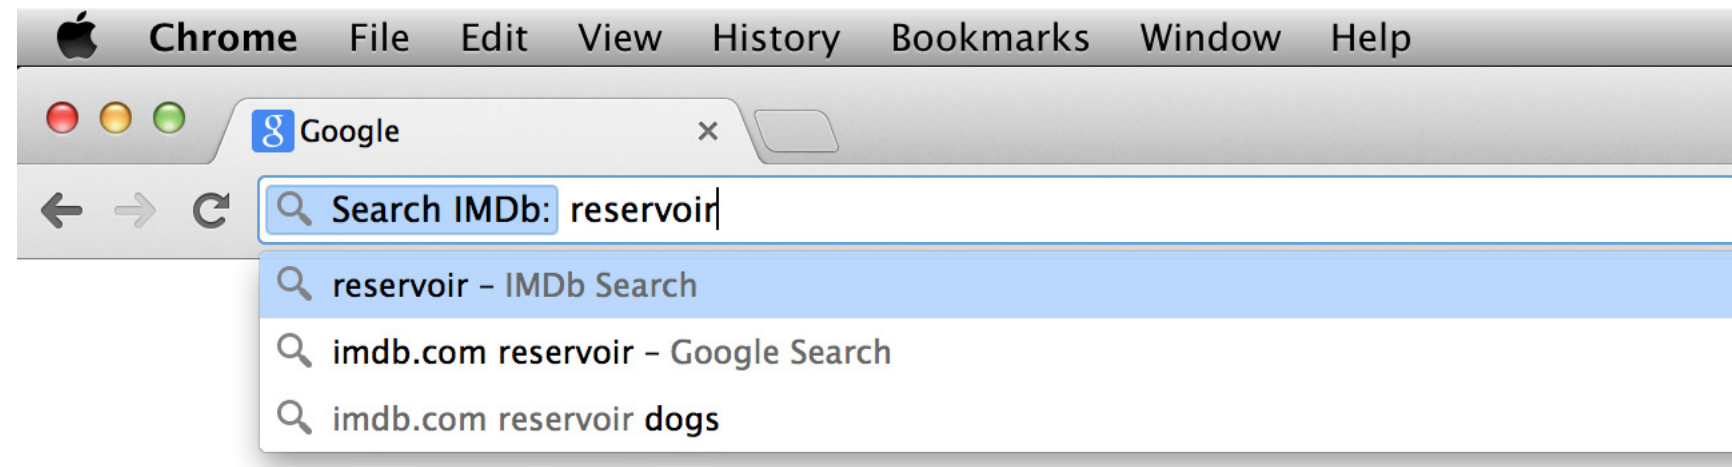 Chrome File Edit View History Bookmarks Window Help
g Google ×
Search IMDb: reservoir
reservoir – IMDb Search
imdb.com reservoir – Google Search
imdb.com reservoir dogs